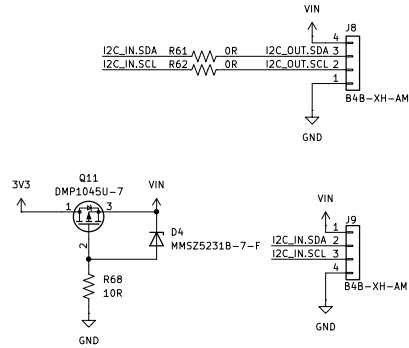 VIN
J8
4
I2C_IN.SDA R61 0R I2C_OUT.SDA 3
I2C_IN.SCL R62 0R I2C_OUT.SCL 2
1
B4B-XH-AM
GND
Q11
3V3 DMP1045U-7 VIN
1 3
2
D4
MMSZ5231B-7-F
R68
10R
GND
VIN
J9
1
I2C_IN.SDA 2
I2C_IN.SCL 3
4
B4B-XH-AM
GND